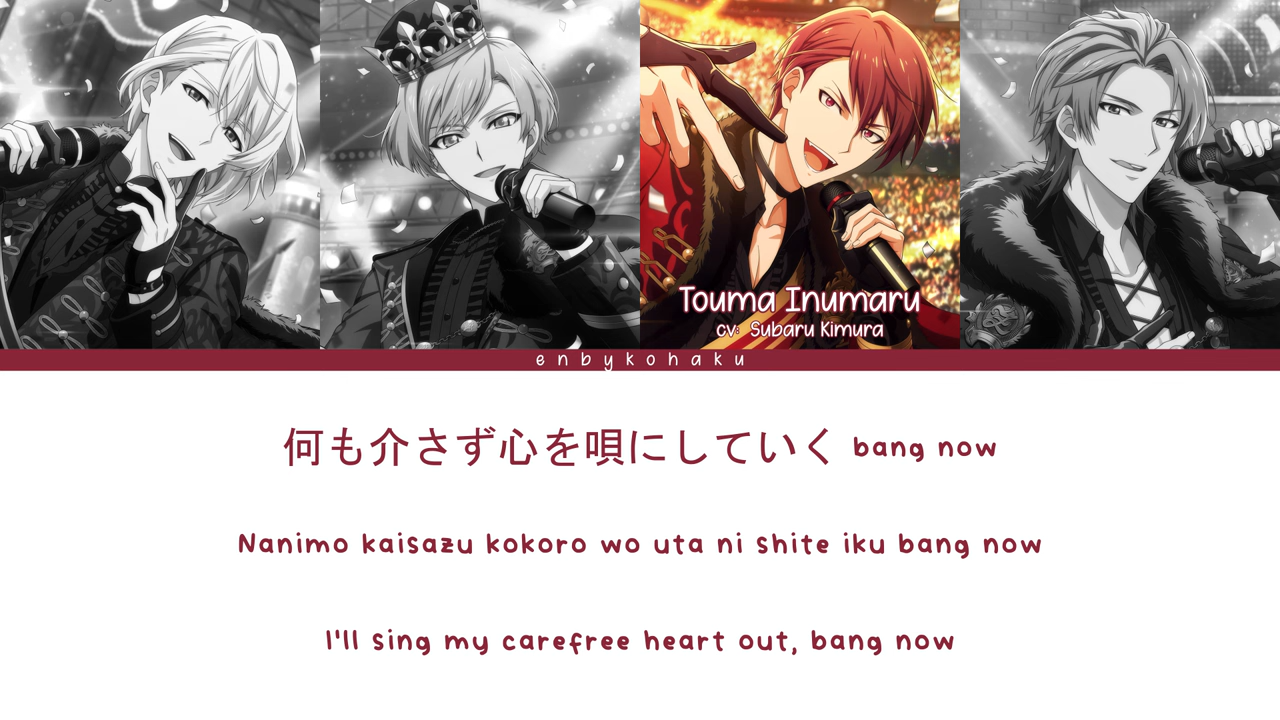 Touma Inumaru
cv: Subaru Kimura
enbykohaku
何も介さず心を唄にしていく bang now
Nanimo kaisazu kokoro wo uta ni shite iku bang now
I'll sing my carefree heart out, bang now